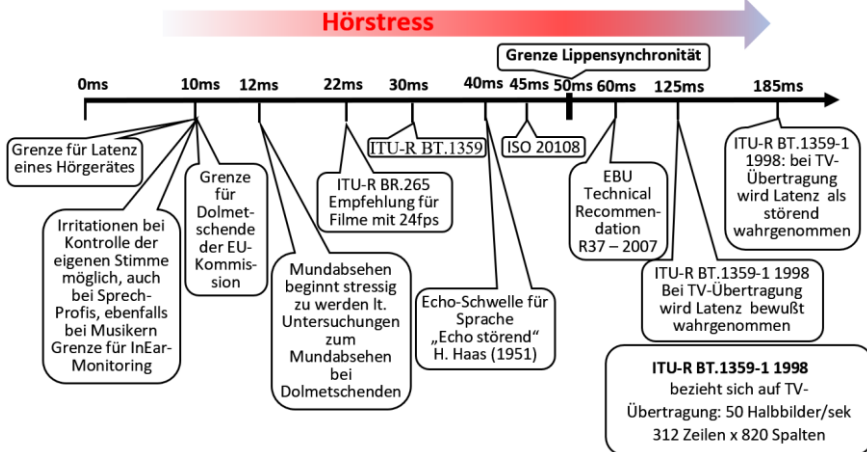 Hörstress
Grenze Lippensynchronität
0ms 10ms 12ms 22ms 30ms 40ms 45ms 50ms 60ms 125ms 185ms
Grenze für Latenz
eines Hörgerätes
Irritationen bei
Kontrolle der
eigenen Stimme
möglich, auch
bei Sprech-
Profis, ebenfalls
bei Musikern
Grenze für InEar-
Monitoring
Grenze
für
Dolmet-
schende
der EU-
Kommis-
sion
Mundabsehen
beginnt stressig
zu werden lt.
Untersuchungen
zum
Mundabsehen
bei
Dolmetschenden
ITU-R BR.265
Empfehlung für
Filme mit 24fps
ITU-R BT.1359
Echo-Schwelle für
Sprache
„Echo störend“
H. Haas (1951)
ISO 20108
EBU
Technical
Recommen-
dation
R37 – 2007
ITU-R BT.1359-1 1998
Bei TV-Übertragung
wird Latenz bewußt
wahrgenommen
ITU-R BT.1359-1
1998: bei TV-
Übertragung
wird Latenz als
störend
wahrgenommen
ITU-R BT.1359-1 1998
bezieht sich auf TV-
Übertragung: 50 Halbbilder/sek
312 Zeilen x 820 Spalten